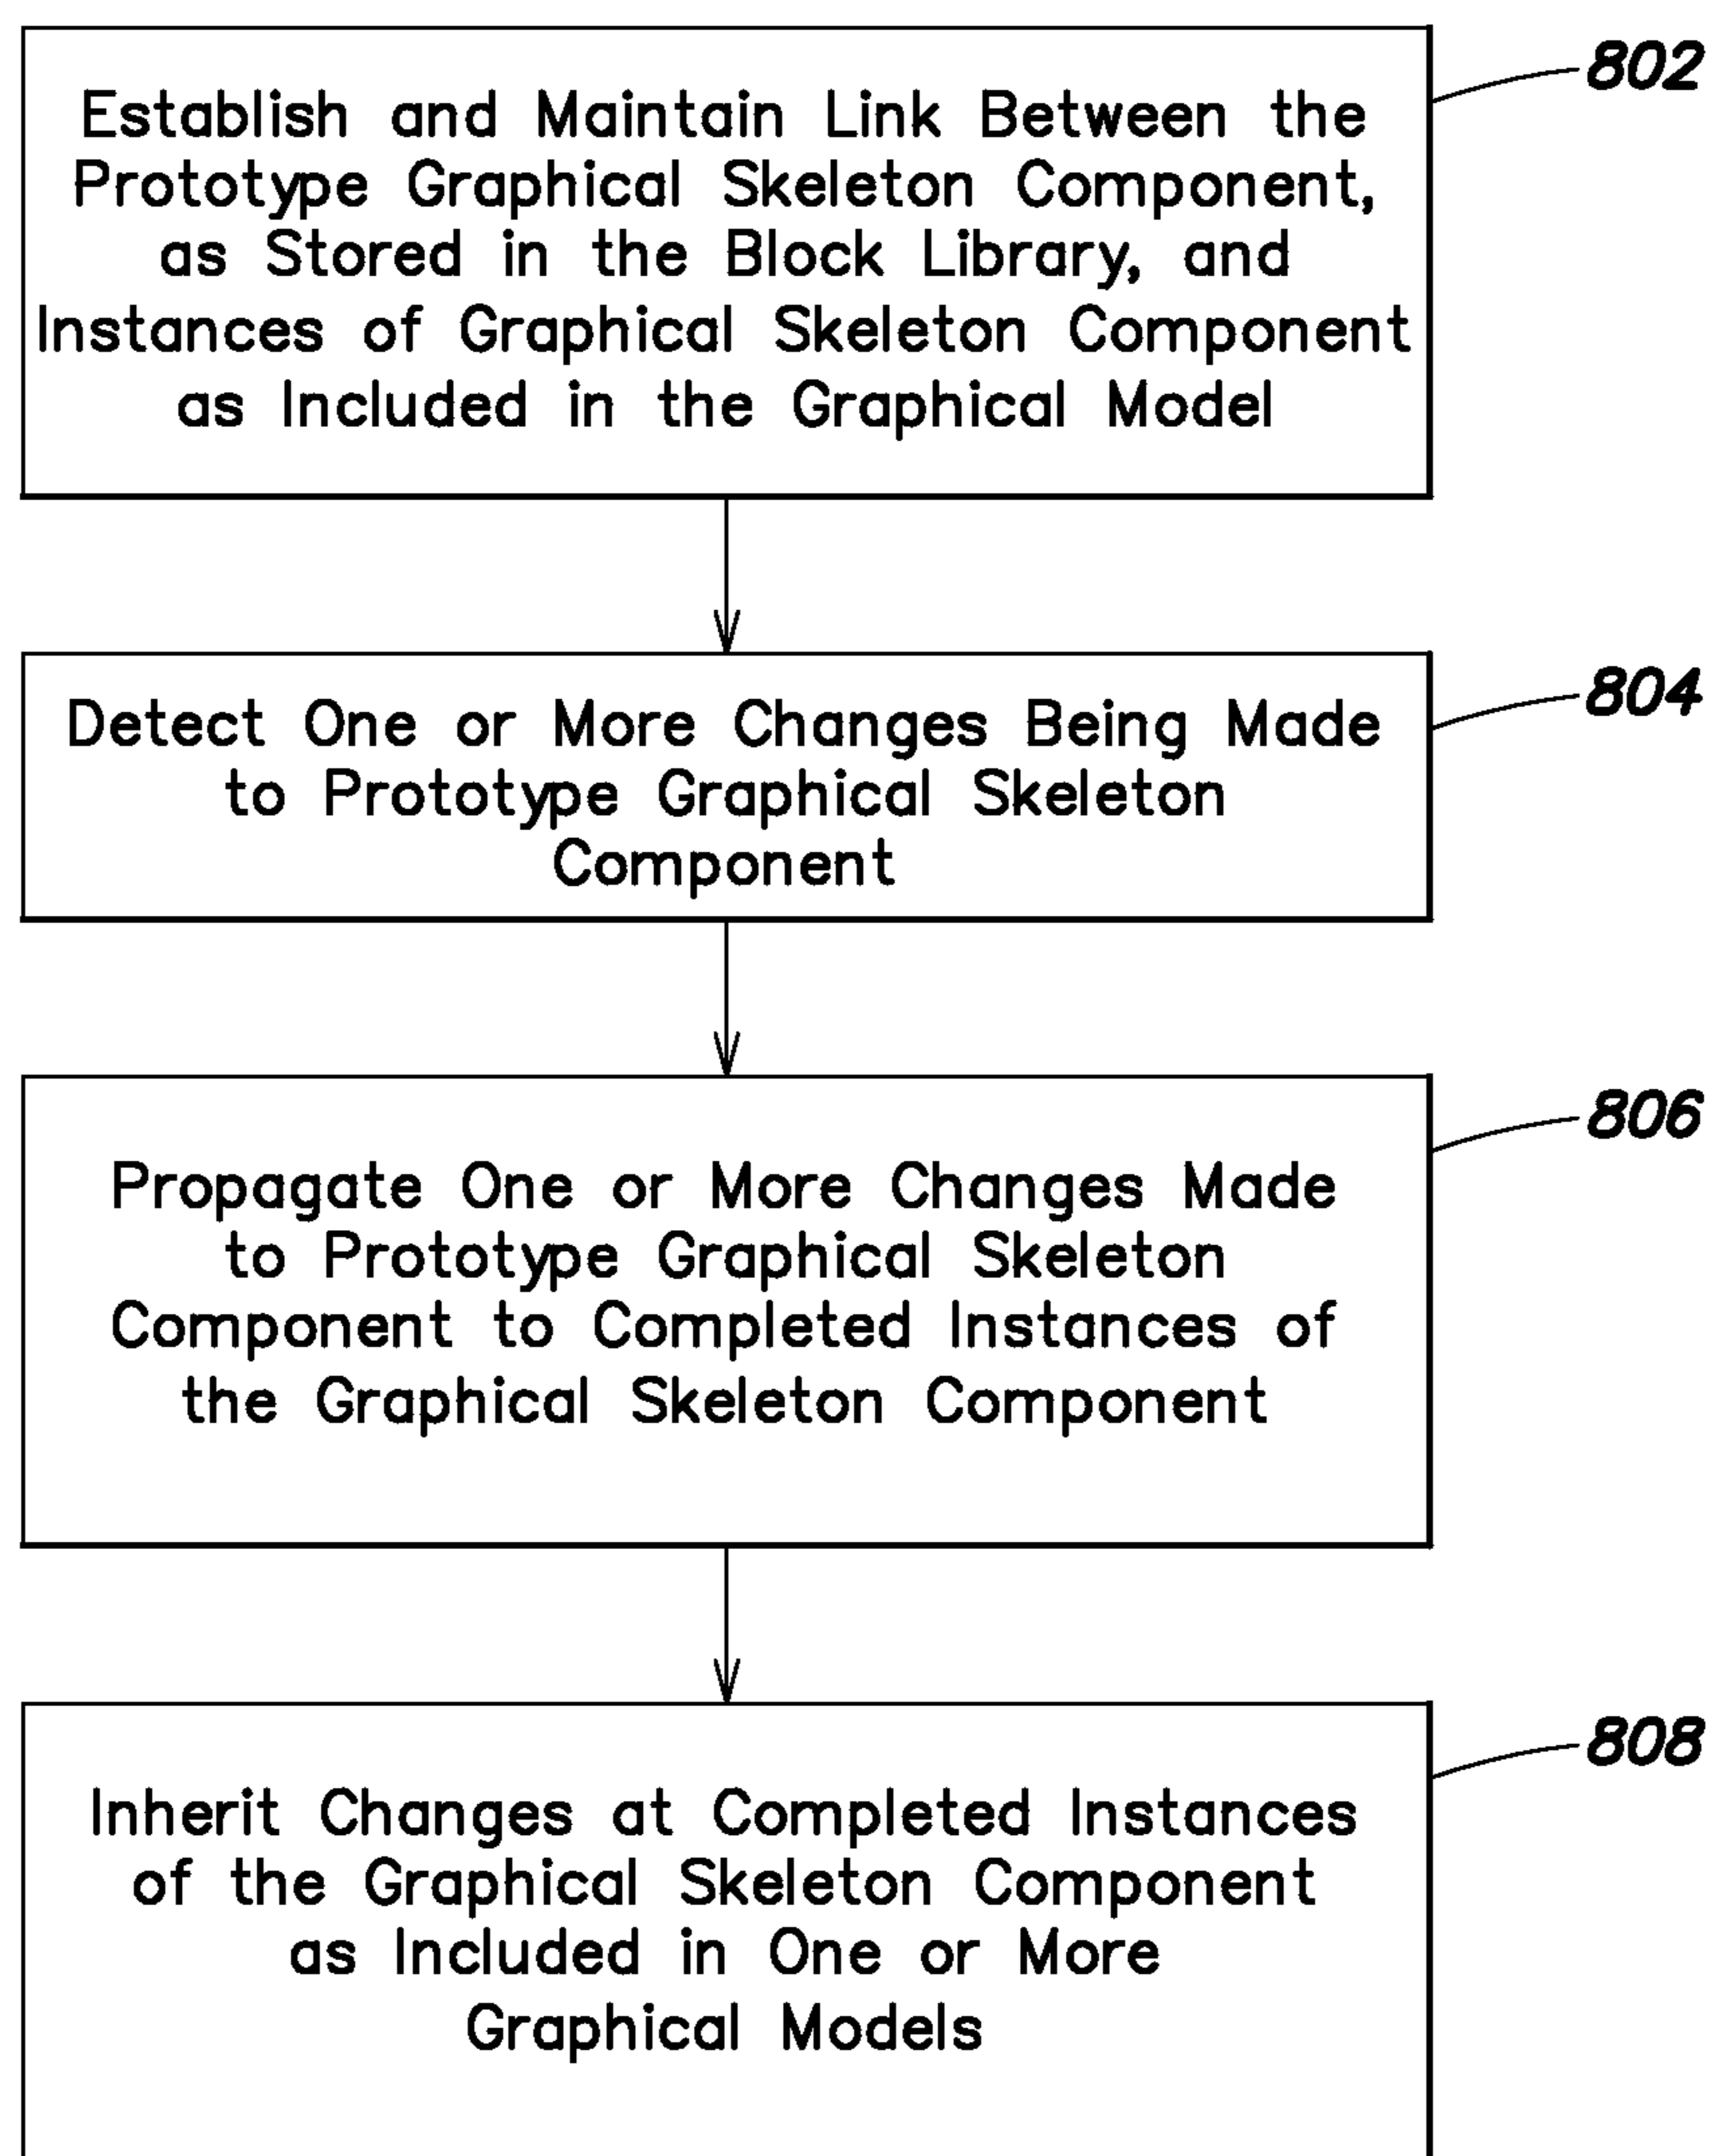 802
Establish and Maintain Link Between the
Prototype Graphical Skeleton Component,
as Stored in the Block Library, and
Instances of Graphical Skeleton Component
as Included in the Graphical Model
804
Detect One or More Changes Being Made
to Prototype Graphical Skeleton
Component
806
Propagate One or More Changes Made
to Prototype Graphical Skeleton
Component to Completed Instances of
the Graphical Skeleton Component
808
Inherit Changes at Completed Instances
of the Graphical Skeleton Component
as Included in One or More
Graphical Models